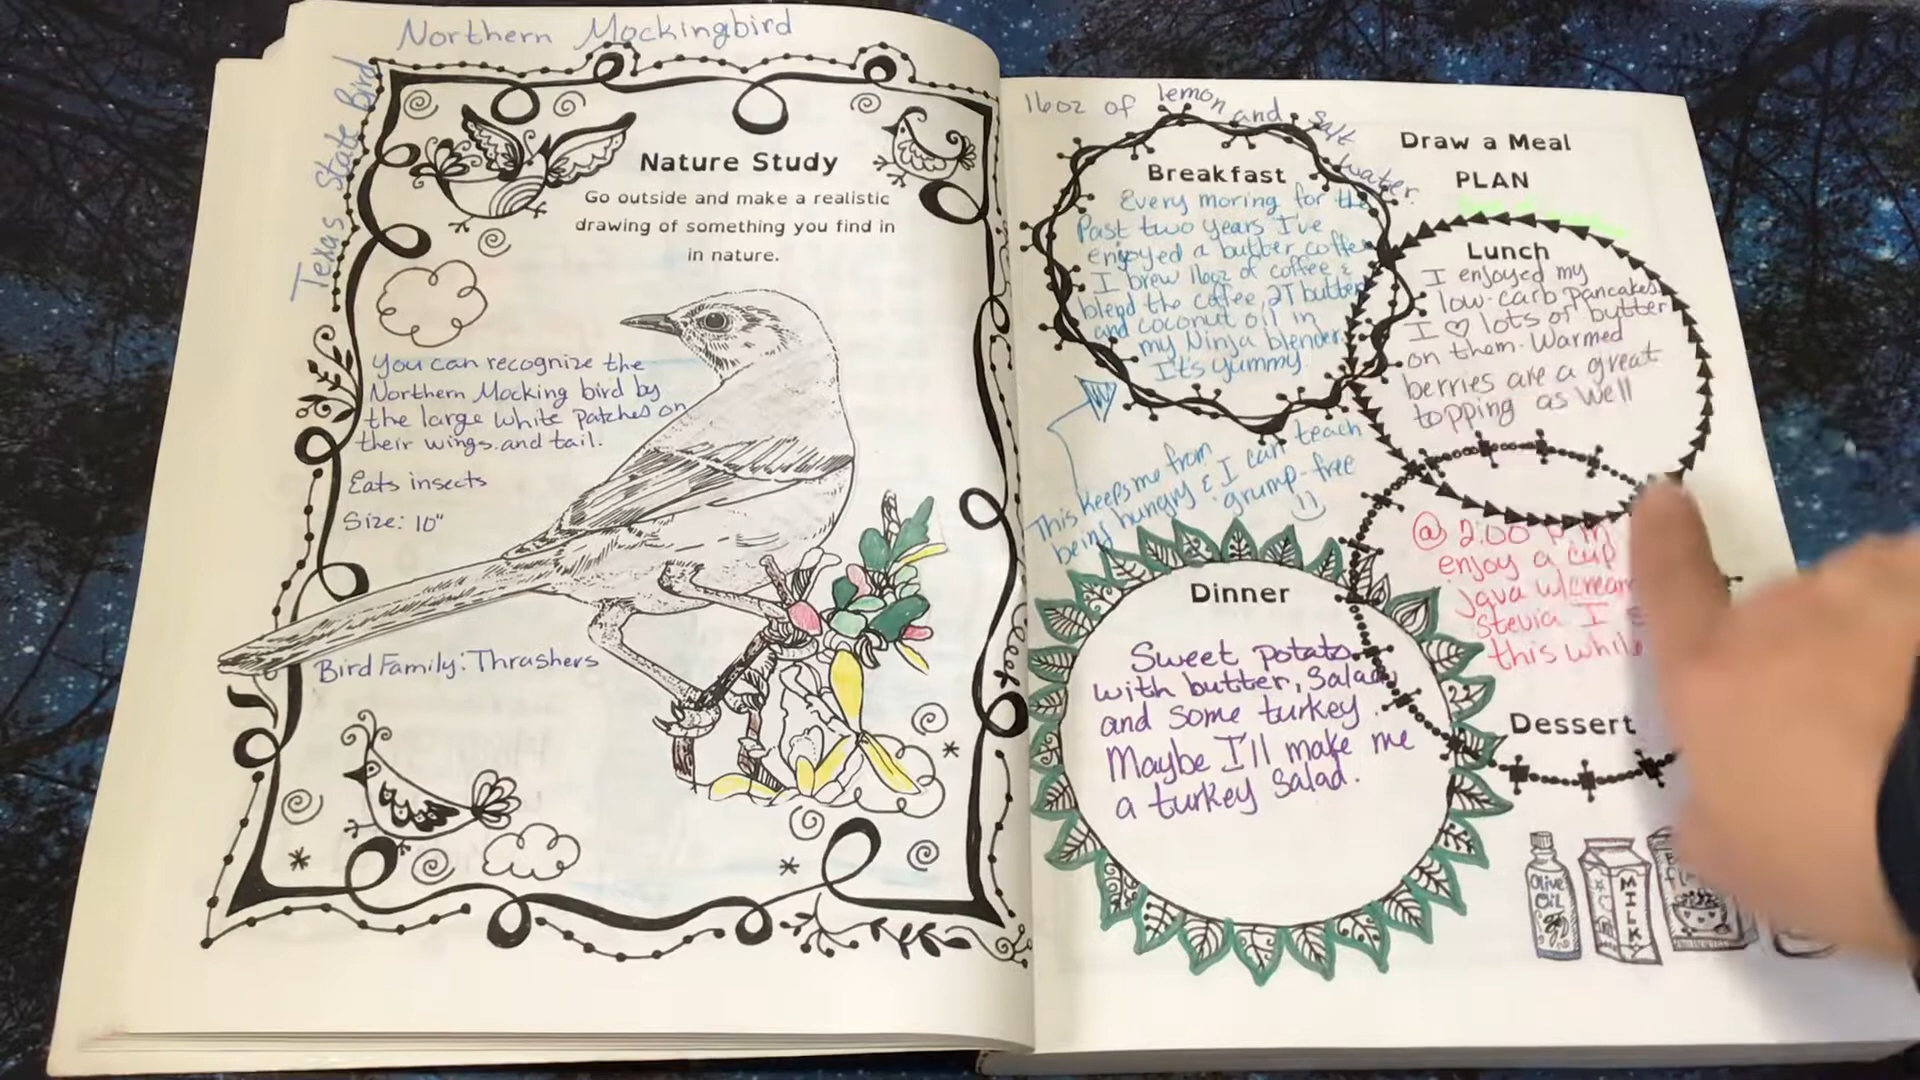 Northern Mockingbird
Texas State Bird
Nature Study
Go outside and make a realistic
drawing of something you find in
in nature.
You can recognize the
Northern Mocking bird by
the large white patches on
their wings and tail.
Eats insects
Size: 10"
Bird Family: Thrashers
16oz of lemon and salt water
Draw a Meal
PLAN
Breakfast
Every moring for the
Past two years I've
enjoyed a butter coffee
I brew 16oz of coffee &
blend the coffee, 2T butter
and coconut oil in
my Ninja blender
It's yummy
This keeps me from
being hungry & I can teach
grump-free
Lunch
I enjoyed my
low-carb pancakes
I ♡ lots of butter
on them. Warmed
berries are a great
topping as well
@ 2:00 P.m
enjoy a cup
java w/cream
Stevia I
this while
Dessert
Dinner
Sweet potato
with butter, Salad
and some turkey.
Maybe I'll make me
a turkey salad.
Olive
Oil
MILK